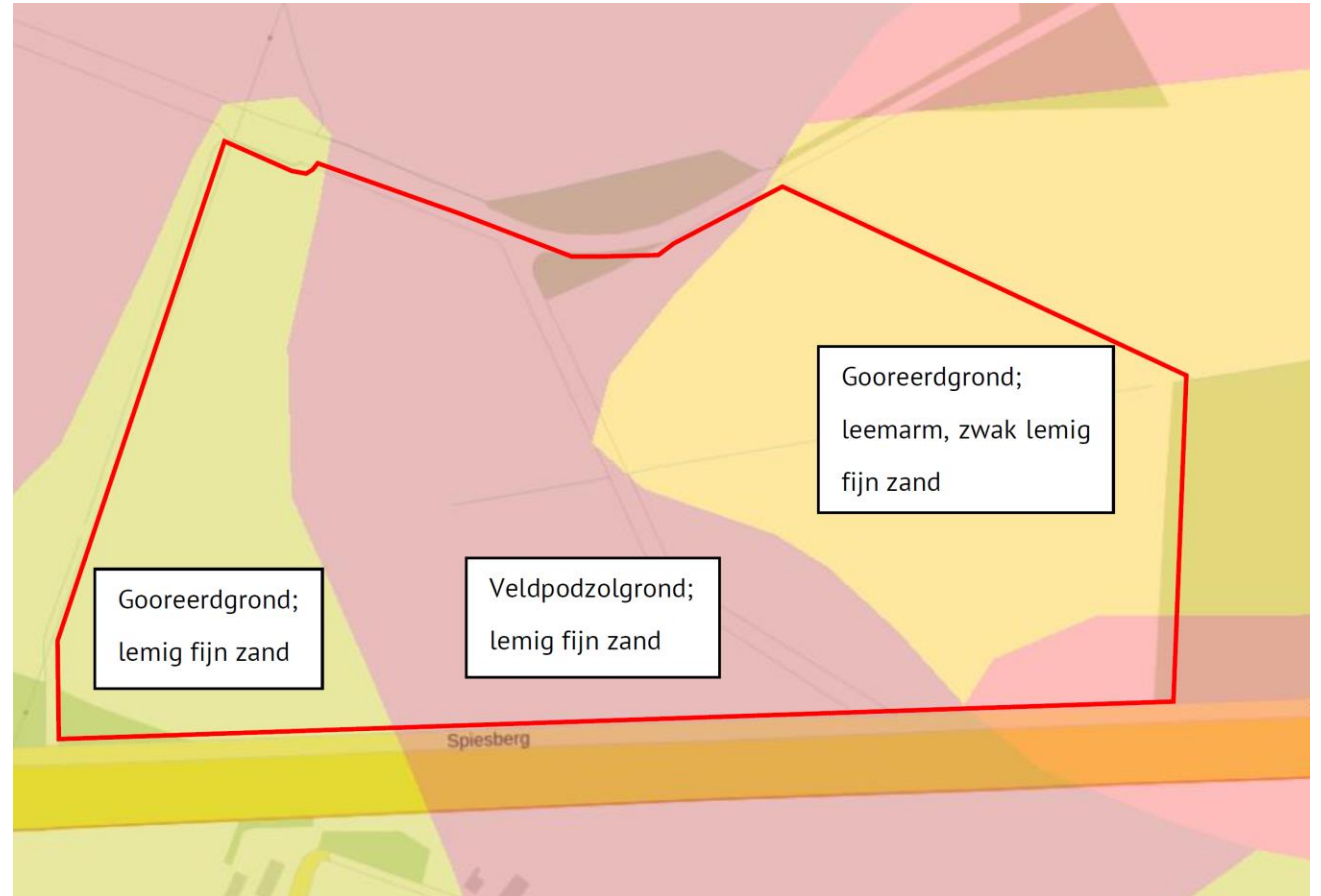 Gooreerdgrond;
leemarm, zwak lemig
fijn zand
Gooreerdgrond;
lemig fijn zand
Veldpodzolgrond;
lemig fijn zand
Spiesberg